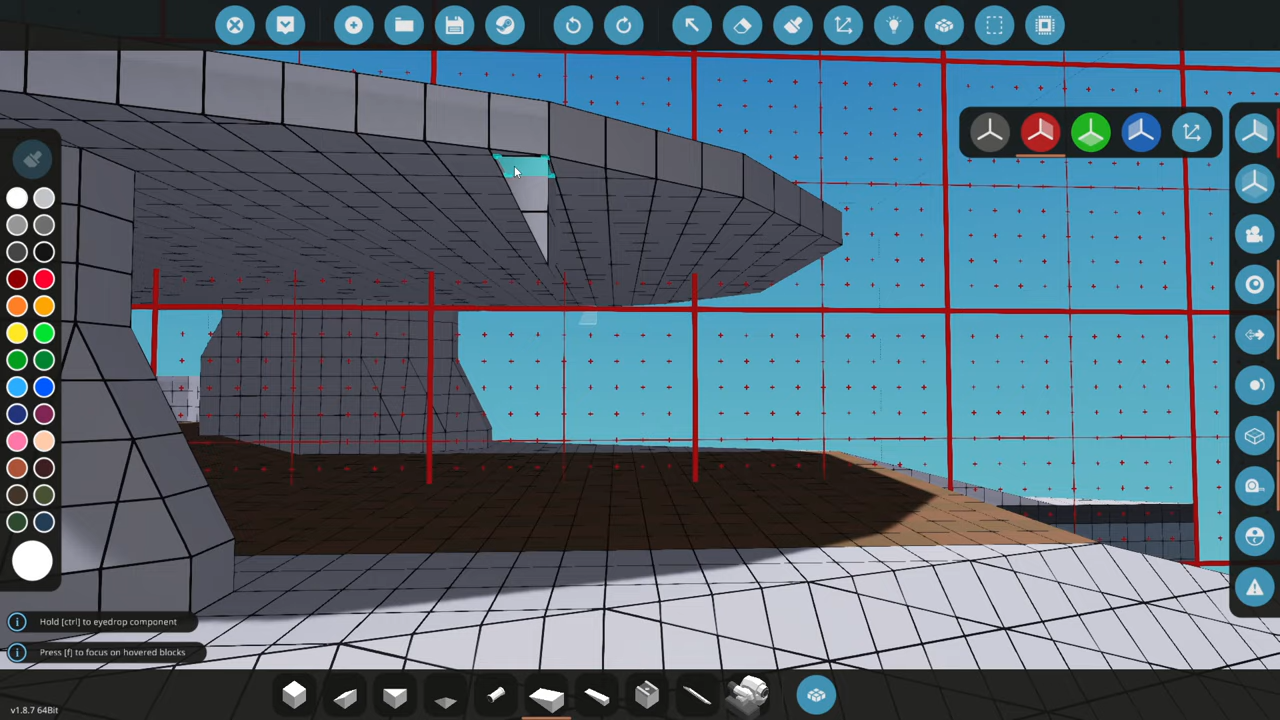 Hold [ctrl] to eyedrop component
Press [f] to focus on hovered blocks
v1.8.7 64Bit